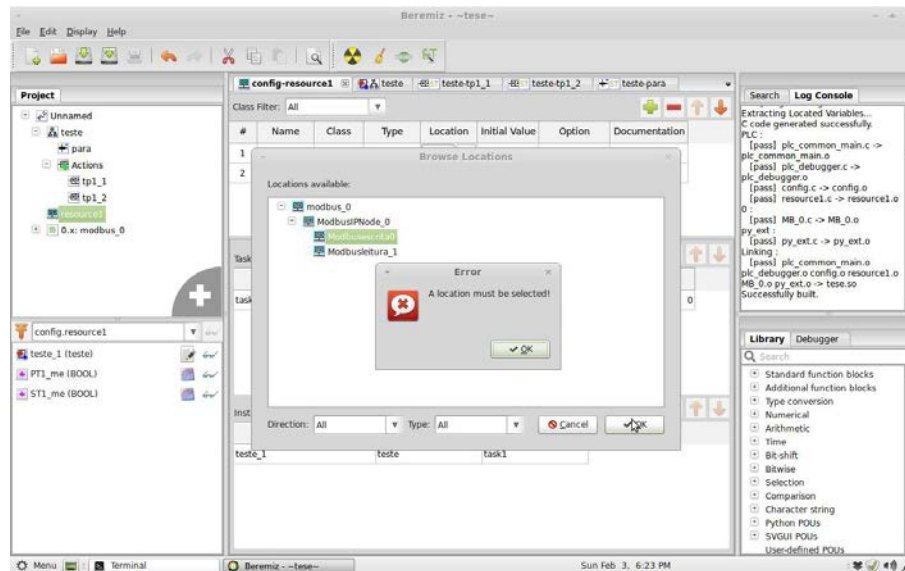 Beremiz - ~tese~
File Edit Display Help
Project
Unnamed
teste
para
Actions
tp1_1
tp1_2
resource1
0.x: modbus_0
config.resource1
teste_1 (teste)
PT1_me (BOOL)
ST1_me (BOOL)
config-resource1
teste
teste-tp1_1
teste-tp1_2
teste-para
Class Filter: All
# Name Class Type Location Initial Value Option Documentation
1
2
Task
task
0
Inst
teste_1 teste task1
Browse Locations
Locations available:
modbus_0
ModbusIPNode_0
Modbusescrita0
Modbusleitura_1
Direction: All Type: All Cancel OK
Error
A location must be selected!
OK
Search Log Console
Extracting Located Variables...
C code generated successfully.
PLC :
[pass] plc_common_main.c ->
plc_common_main.o
[pass] plc_debugger.c ->
plc_debugger.o
[pass] config.c -> config.o
[pass] resource1.c -> resource1.o
0 :
[pass] MB_0.c -> MB_0.o
py_ext :
[pass] py_ext.c -> py_ext.o
Linking :
[pass] plc_common_main.o
plc_debugger.o config.o resource1.o
MB_0.o py_ext.o -> tese.so
Successfully built.
Library Debugger
Search
Standard function blocks
Additional function blocks
Type conversion
Numerical
Arithmetic
Time
Bit-shift
Bitwise
Selection
Comparison
Character string
Python POUs
SVGUI POUs
User-defined POUs
Menu Terminal Beremiz - ~tese~ Sun Feb 3, 6:23 PM